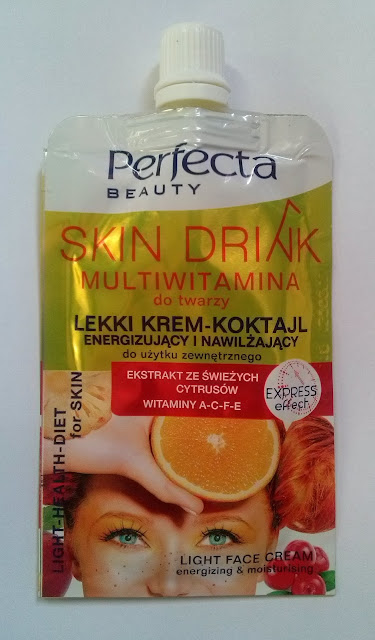 Perfecta
BEAUTY
SKIN DRINK
MULTIWITAMINA
do twarzy
LEKKI KREM-KOKTAJL
ENERGIZUJĄCY I NAWILŻAJĄCY
do użytku zewnętrznego
EKSTRAKT ZE ŚWIEŻYCH
CYTRUSÓW
WITAMINY A-C-F-E
EXPRESS
effect
LIGHT-HEALTH-DIET
for SKIN
LIGHT FACE CREAM
energizing & moisturising